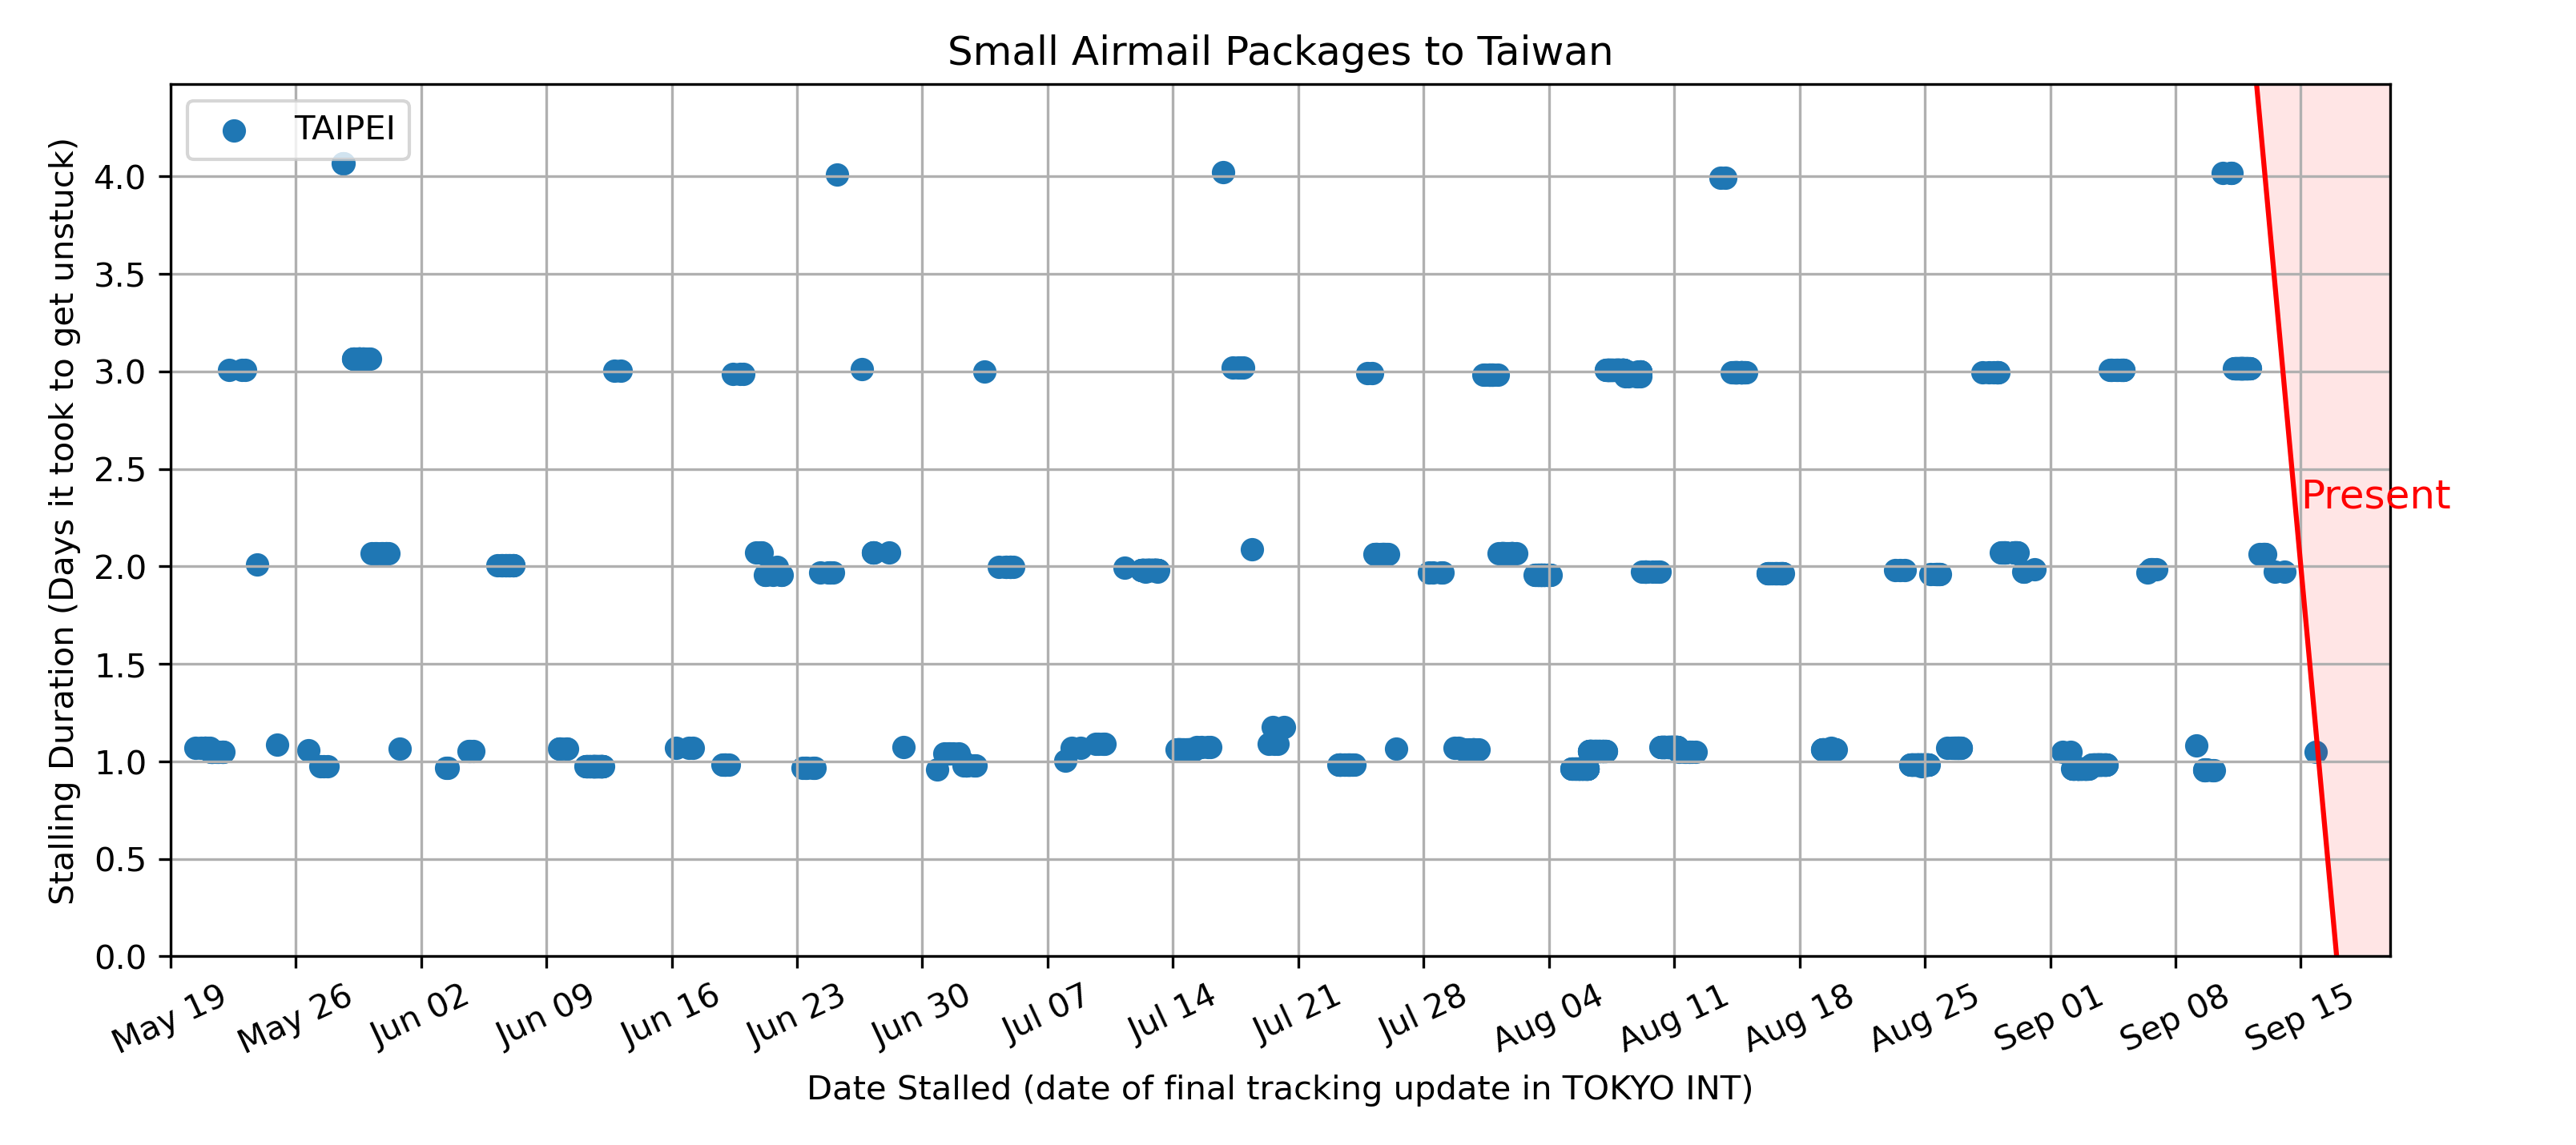 Small Airmail Packages to Taiwan
TAIPEI
Stalling Duration (Days it took to get unstuck)
4.0
3.5
3.0
2.5
2.0
1.5
1.0
0.5
0.0
Present
May 19
May 26
Jun 02
Jun 09
Jun 16
Jun 23
Jun 30
Jul 07
Jul 14
Jul 21
Jul 28
Aug 04
Aug 11
Aug 18
Aug 25
Sep 01
Sep 08
Sep 15
Date Stalled (date of final tracking update in TOKYO INT)